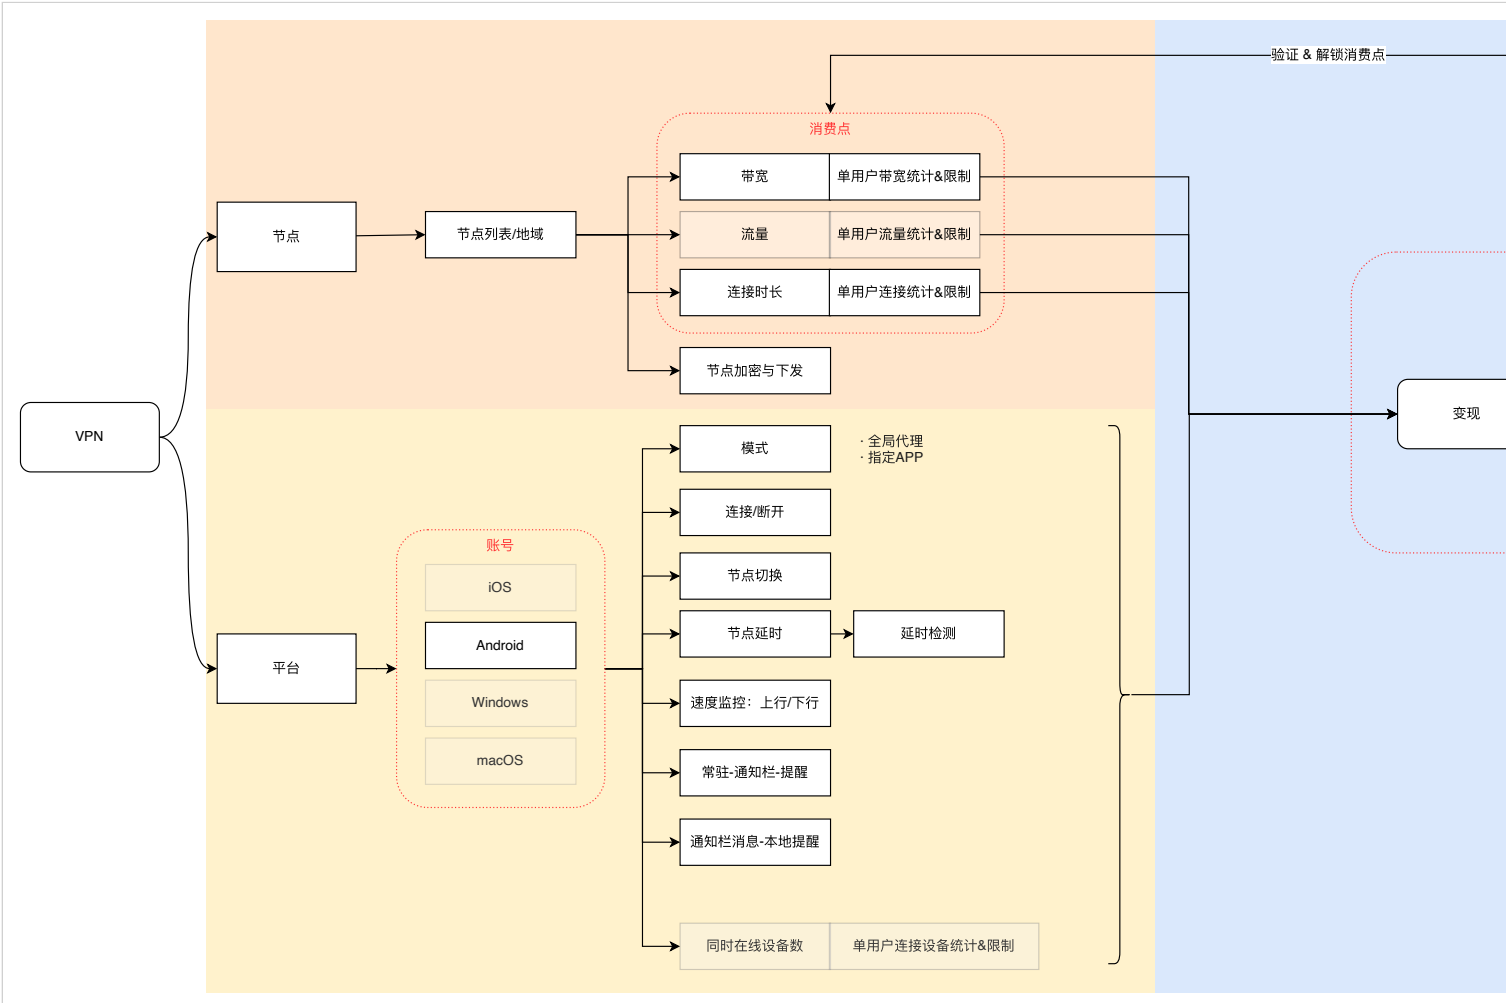 验证 & 解锁消费点
消费点
带宽
单用户带宽统计&限制
节点
节点列表/地域
流量
单用户流量统计&限制
连接时长
单用户连接统计&限制
节点加密与下发
VPN
变现
模式
· 全局代理
· 指定APP
连接/断开
账号
iOS
节点切换
Android
节点延时
延时检测
平台
Windows
速度监控：上行/下行
macOS
常驻-通知栏-提醒
通知栏消息-本地提醒
同时在线设备数
单用户连接设备统计&限制